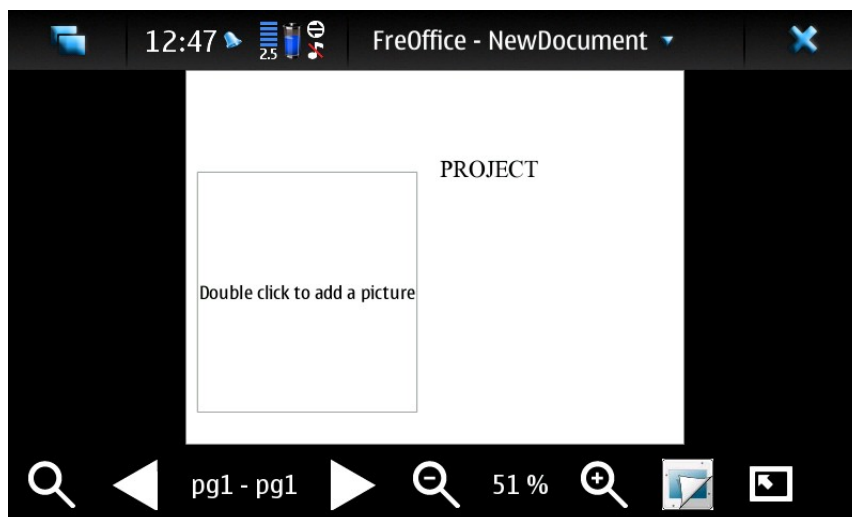 12:47
2.5
FreOffice - NewDocument
PROJECT
Double click to add a picture
pg1 - pg1
51 %